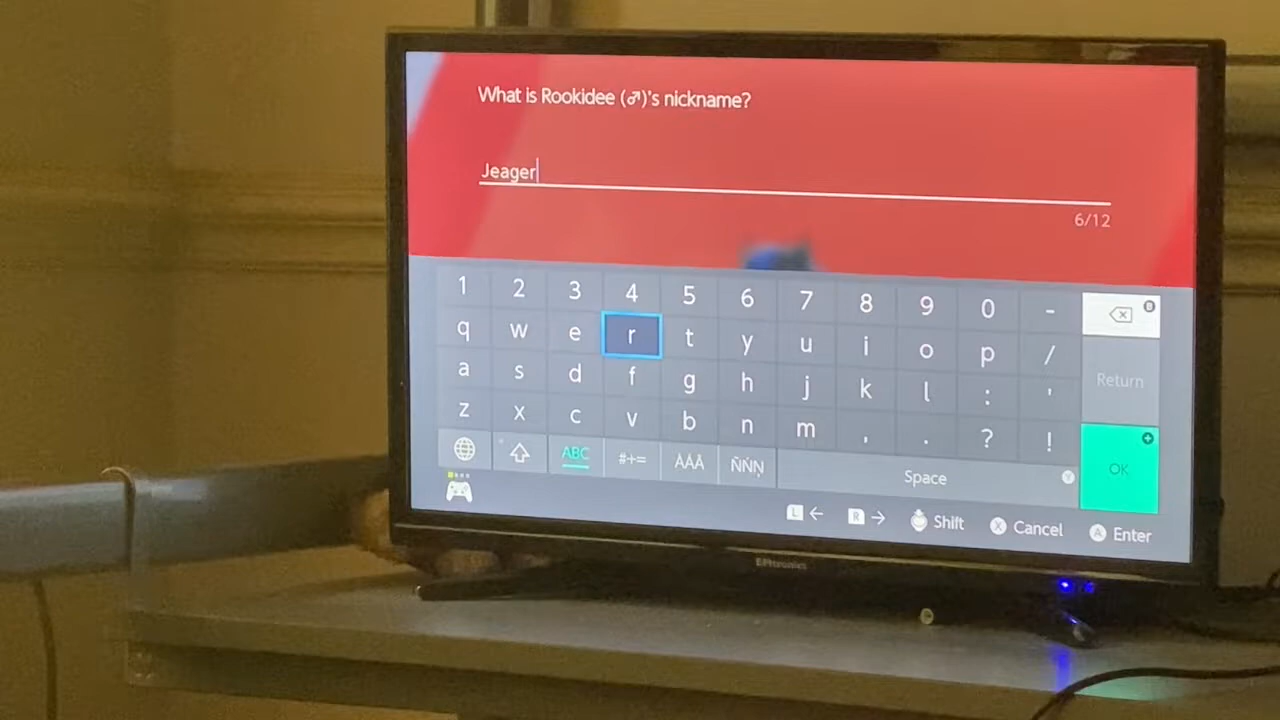 What is Rookidee (♂)'s nickname?
Jeager
6/12
1 2 3 4 5 6 7 8 9 0 -
q w e r t y u i o p /
Return
a s d f g h j k l : '
z x c v b n m , . ? !
OK
ABC #+= ÀÁÂ ÑŃŅ Space Y
L ← R → Shift X Cancel A Enter